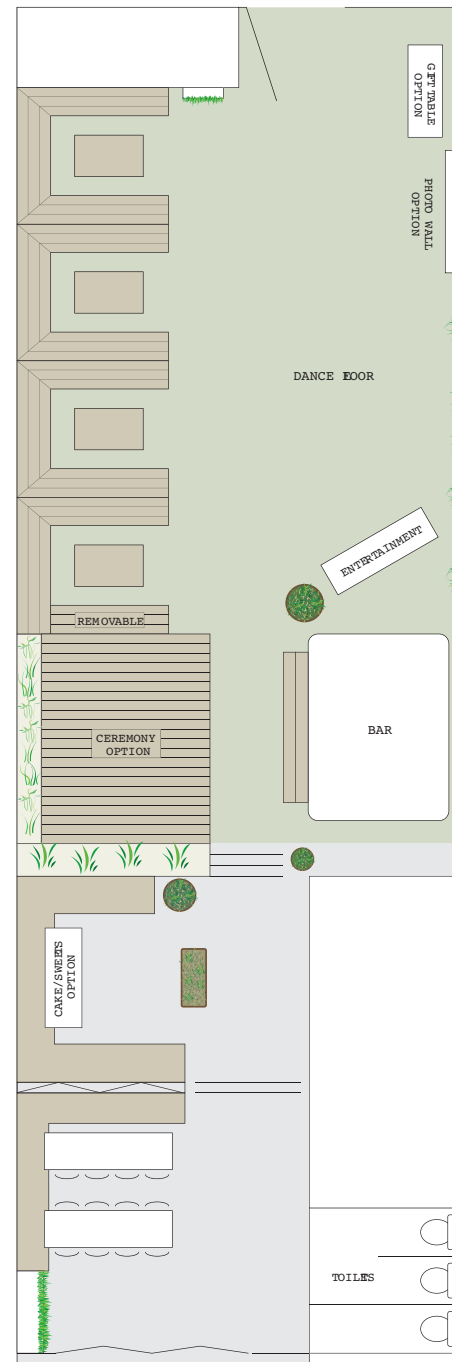 GIFT TABLE
OPTION
PHOTO WALL
OPTION
DANCE FLOOR
ENTERTAINMENT
REMOVABLE
CEREMONY
OPTION
BAR
CAKE/SWEETS
OPTION
TOILETS